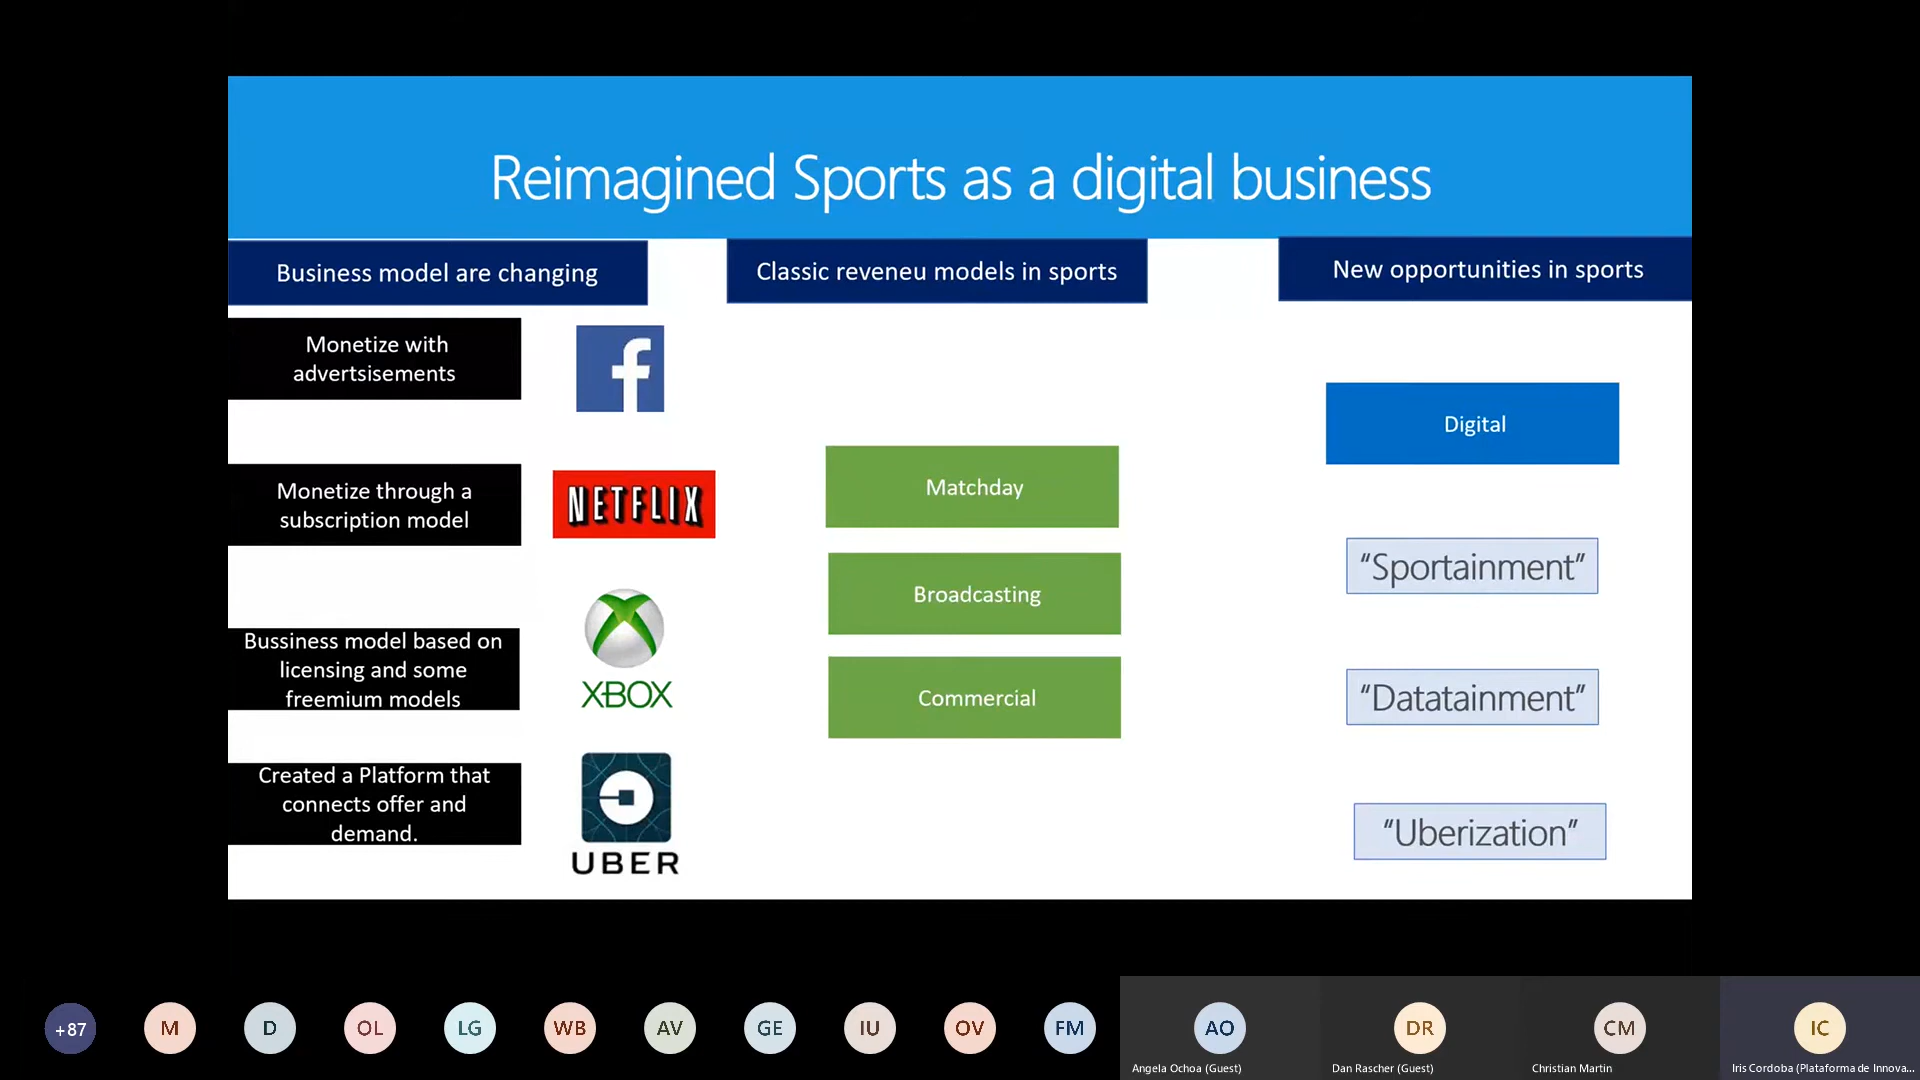 Reimagined Sports as a digital business
Business model are changing
Classic reveneu models in sports
New opportunities in sports
Monetize with
advertsisements
f
Monetize through a
subscription model
NETFLIX
Bussiness model based on
licensing and some
freemium models
XBOX
Created a Platform that
connects offer and
demand.
UBER
Matchday
Broadcasting
Commercial
Digital
“Sportainment”
“Datatainment”
“Uberization”
+87
M
D
OL
LG
WB
AV
GE
IU
OV
FM
AO
Angela Ochoa (Guest)
DR
Dan Rascher (Guest)
CM
Christian Martin
IC
Iris Cordoba (Plataforma de Innova...